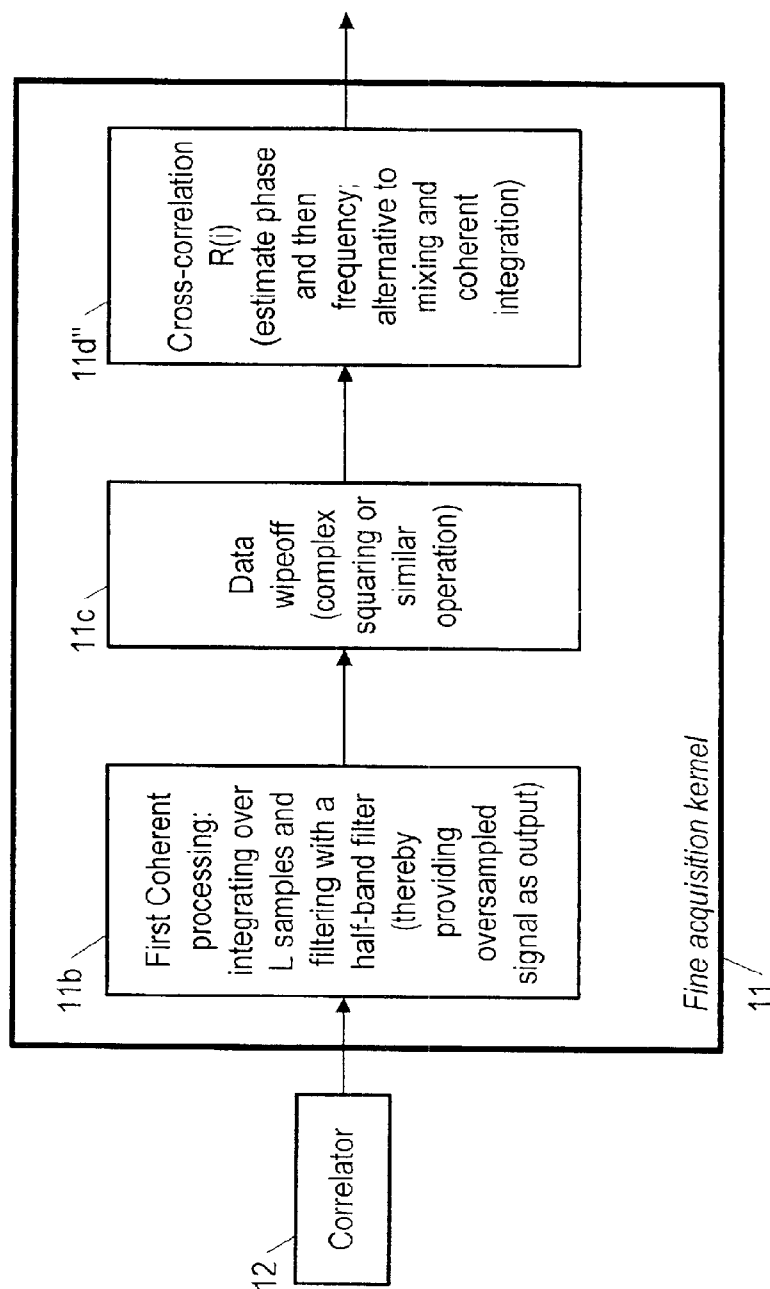 12
Correlator
11b
First Coherent
processing:
integrating over
L samples and
filtering with a
half-band filter
(thereby
providing
oversampled
signal as output)
11c
Data
wipeoff
(complex
squaring or
similar
operation)
11d"
Cross-correlation
R(i)
(estimate phase
and then
frequency;
alternative to
mixing and
coherent
integration)
Fine acquisition kernel
11